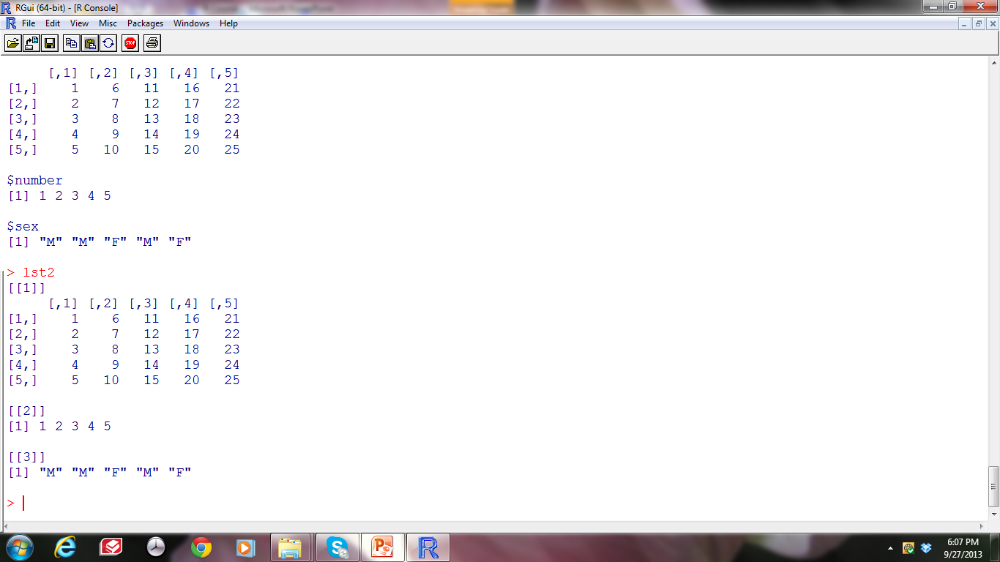 RGui (64-bit) - [R Console]
File Edit View Misc Packages Windows Help
STOP
     [,1] [,2] [,3] [,4] [,5]
[1,]    1    6   11   16   21
[2,]    2    7   12   17   22
[3,]    3    8   13   18   23
[4,]    4    9   14   19   24
[5,]    5   10   15   20   25
$number
[1] 1 2 3 4 5
$sex
[1] "M" "M" "F" "M" "F"
> lst2
[[1]]
     [,1] [,2] [,3] [,4] [,5]
[1,]    1    6   11   16   21
[2,]    2    7   12   17   22
[3,]    3    8   13   18   23
[4,]    4    9   14   19   24
[5,]    5   10   15   20   25
[[2]]
[1] 1 2 3 4 5
[[3]]
[1] "M" "M" "F" "M" "F"
>
6:07 PM
9/27/2013